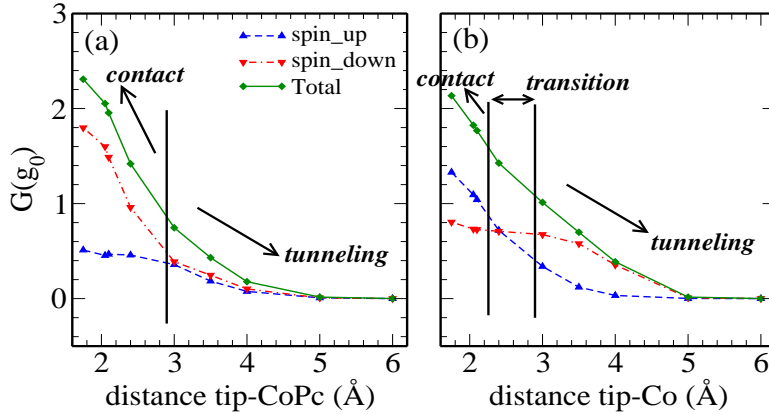 (a)
spin_up
spin_down
Total
contact
tunneling
(b)
contact
transition
tunneling
G(g0)
3
2
1
0
2 3 4 5 6
2 3 4 5 6
distance tip-CoPc (Å)
distance tip-Co (Å)